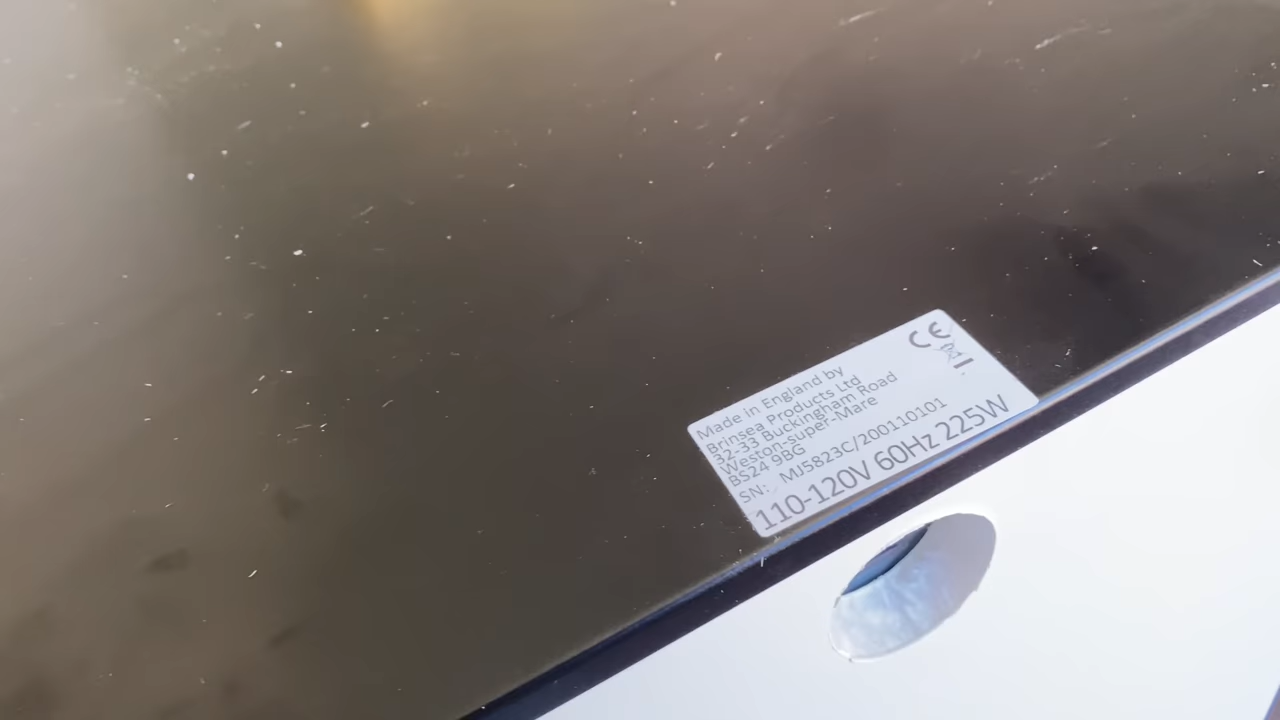 CE
Made in England by
Brinsea Products Ltd
32-33 Buckingham Road
Weston-super-Mare
BS24 9BG
SN: MJ5823C/200110101
110-120V 60Hz 225W